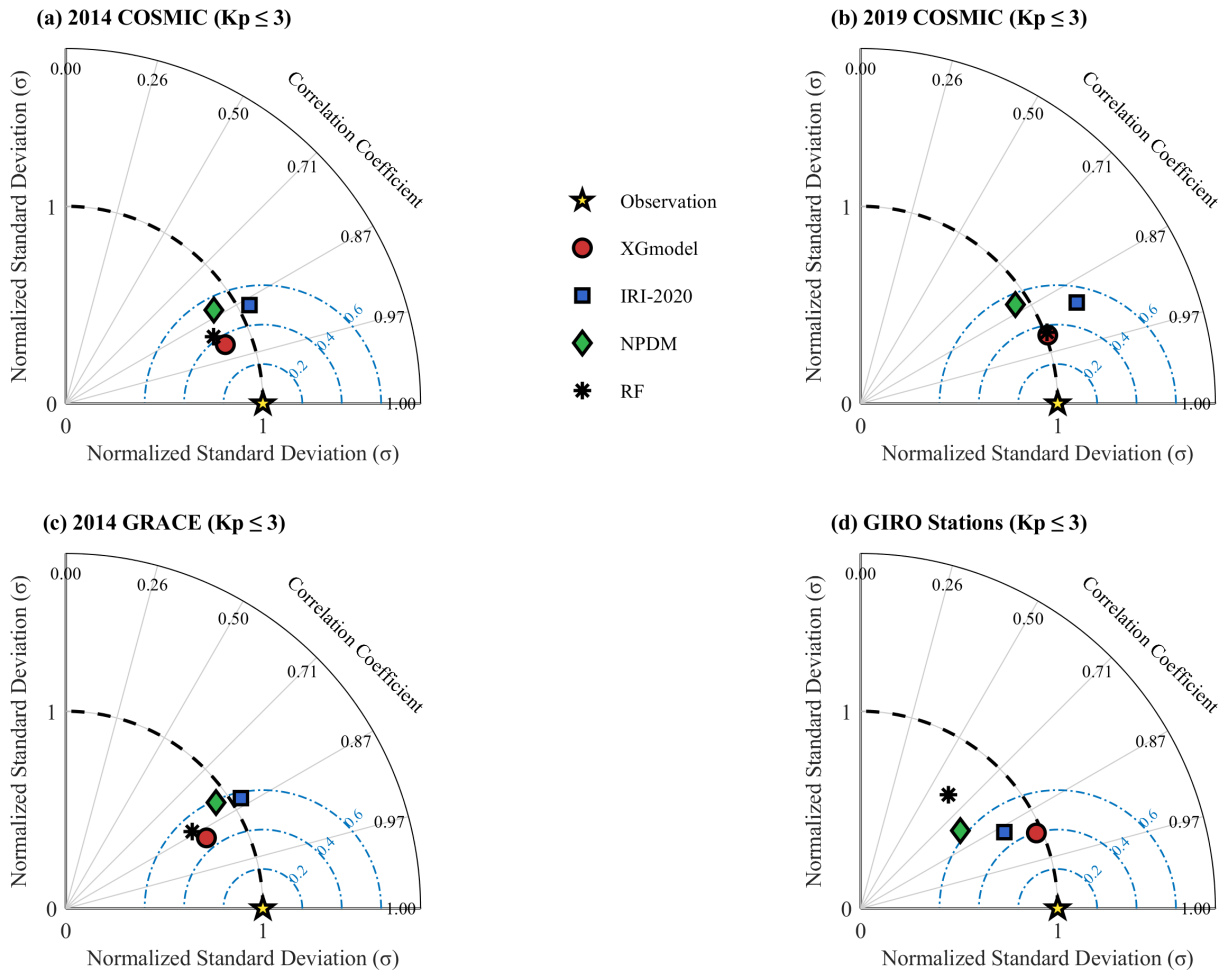 (a) 2014 COSMIC (Kp ≤ 3)
Normalized Standard Deviation (σ)
0.00
0.26
0.50
0.71
0.87
0.97
1.00
Correlation Coefficient
1
0
0.2
0.4
0.6
0
1
Normalized Standard Deviation (σ)
Observation
XGmodel
IRI-2020
NPDM
RF
(b) 2019 COSMIC (Kp ≤ 3)
Normalized Standard Deviation (σ)
0.00
0.26
0.50
0.71
0.87
0.97
1.00
Correlation Coefficient
1
0
0.2
0.4
0.6
0
1
Normalized Standard Deviation (σ)
(c) 2014 GRACE (Kp ≤ 3)
Normalized Standard Deviation (σ)
0.00
0.26
0.50
0.71
0.87
0.97
1.00
Correlation Coefficient
1
0
0.2
0.4
0.6
0
1
Normalized Standard Deviation (σ)
(d) GIRO Stations (Kp ≤ 3)
Normalized Standard Deviation (σ)
0.00
0.26
0.50
0.71
0.87
0.97
1.00
Correlation Coefficient
1
0
0.2
0.4
0.6
0
1
Normalized Standard Deviation (σ)